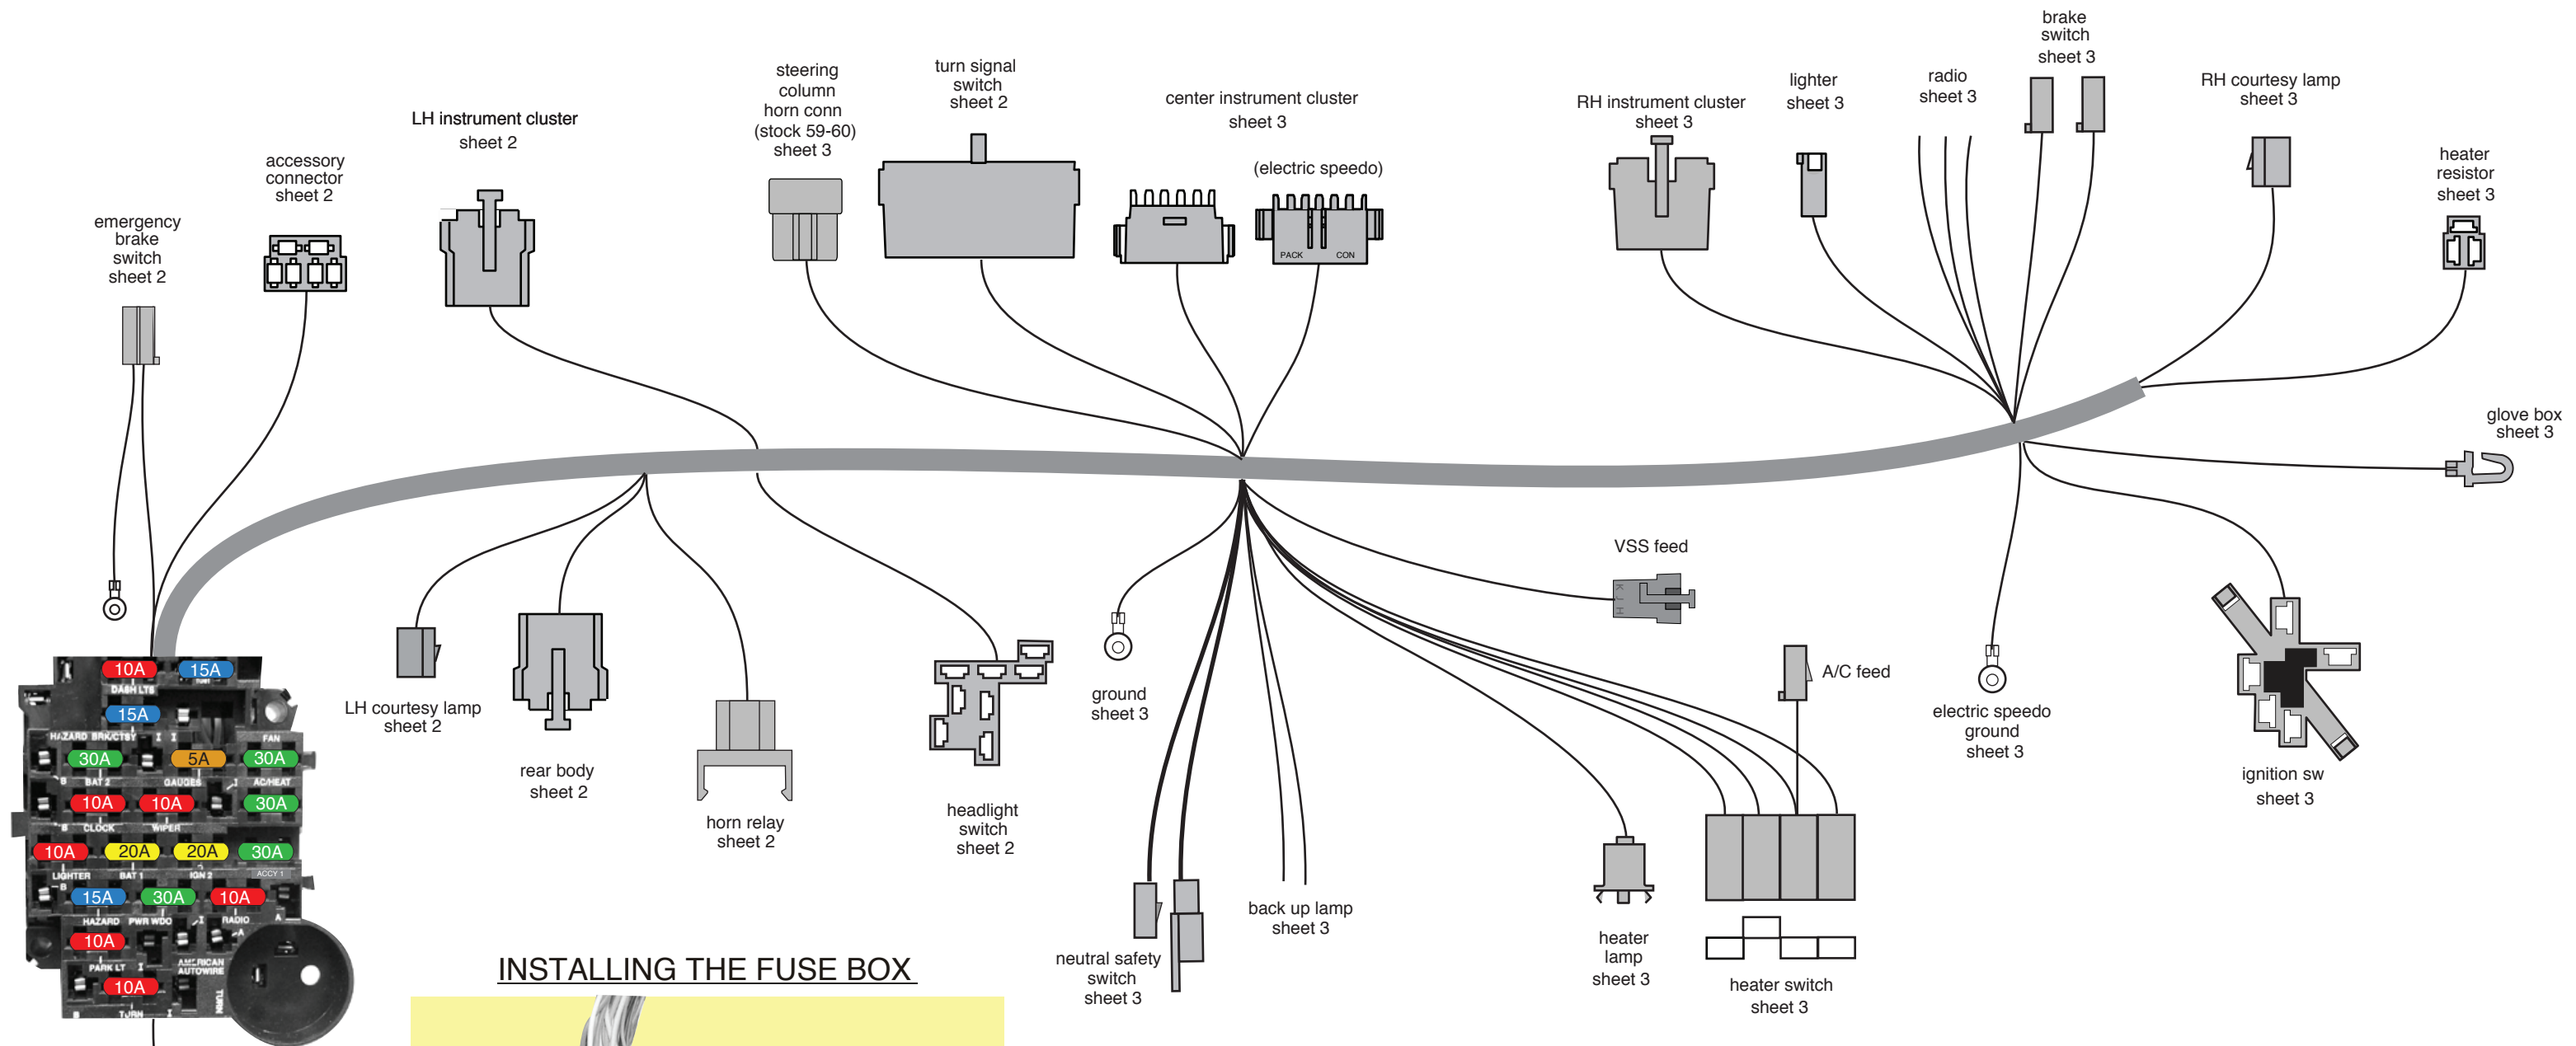 brake
switch
sheet 3
steering
column
horn conn
(stock 59-60)
sheet 3
turn signal
switch
sheet 2
center instrument cluster
sheet 3
(electric speedo)
PACK CON
RH instrument cluster
sheet 3
lighter
sheet 3
radio
sheet 3
RH courtesy lamp
sheet 3
heater
resistor
sheet 3
LH instrument cluster
sheet 2
accessory
connector
sheet 2
emergency
brake
switch
sheet 2
glove box
sheet 3
VSS feed
K J H
A/C feed
LH courtesy lamp
sheet 2
rear body
sheet 2
horn relay
sheet 2
headlight
switch
sheet 2
ground
sheet 3
neutral safety
switch
sheet 3
back up lamp
sheet 3
heater
lamp
sheet 3
heater switch
sheet 3
electric speedo
ground
sheet 3
ignition sw
sheet 3
10A 15A
DASH LTS
15A
HAZARD BRK/CTSY I I FAN
30A 5A 30A
B BAT 2 GAUGES I AC/HEAT
10A 10A 30A
B CLOCK WIPER
10A 20A 20A 30A
LIGHTER BAT 1 IGN 2 ACCY 1
B
15A 30A 10A
HAZARD PWR WDO I RADIO A
10A A
PARK LT I AMERICAN
AUTOWIRE
10A
B TURN I
TURN
INSTALLING THE FUSE BOX